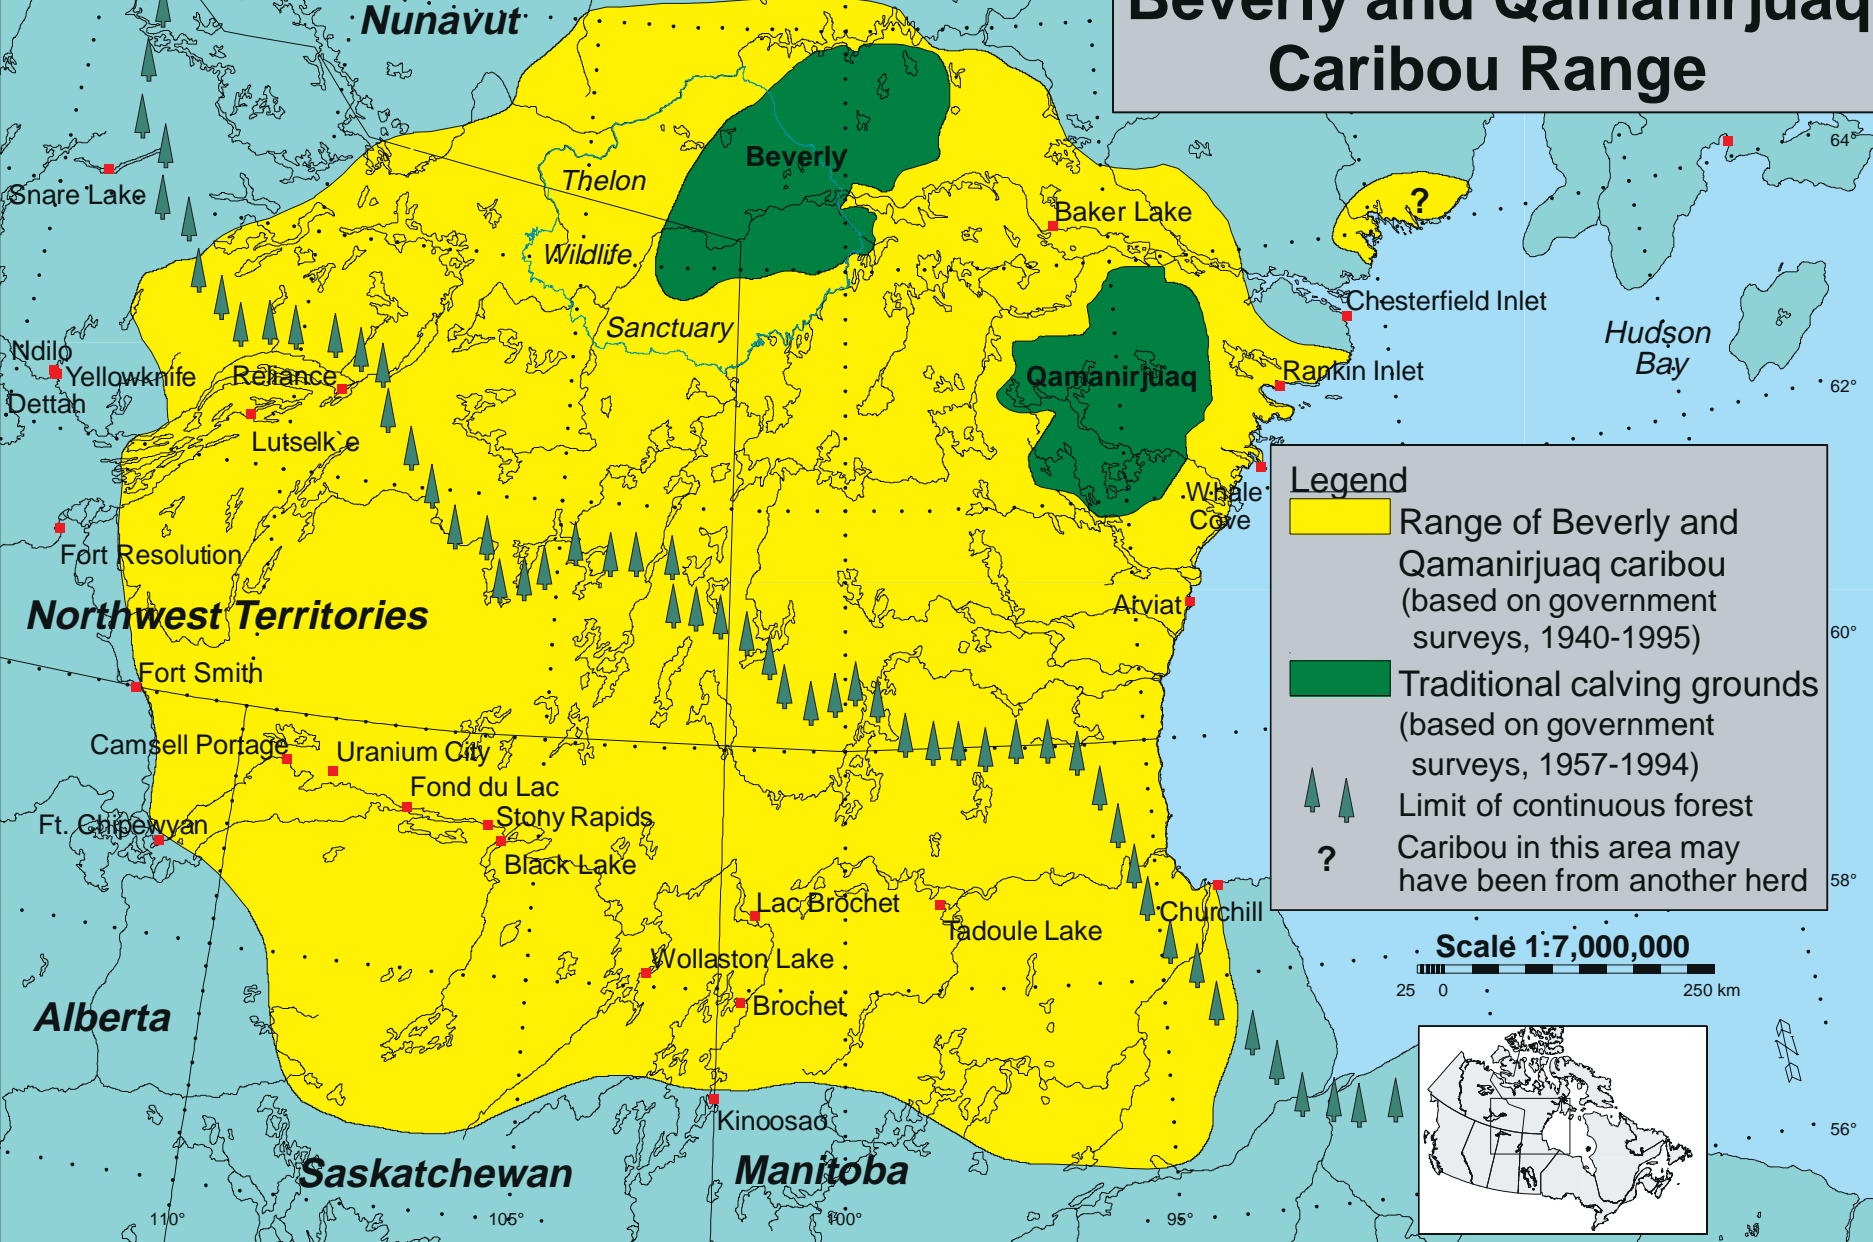 Beverly and Qamanirjuaq
Caribou Range
Nunavut
64°
Beverly
Thelon
?
Snare Lake
Baker Lake
Wildlife
Chesterfield Inlet
Sanctuary
Hudson
Bay
Ndilo
Yellowknife
Reliance
Qamanirjuaq
Rankin Inlet
62°
Dettah
Lutselk`e
Legend
Whale
Cove
Range of Beverly and
Qamanirjuaq caribou
(based on government
surveys, 1940-1995)
Fort Resolution
Arviat
Northwest Territories
60°
Fort Smith
Traditional calving grounds
(based on government
surveys, 1957-1994)
Camsell Portage
Uranium City
Fond du Lac
Limit of continuous forest
Stony Rapids
Ft. Chipewyan
?
Caribou in this area may
have been from another herd
Black Lake
58°
Lac Brochet
Churchill
Tadoule Lake
Scale 1:7,000,000
Wollaston Lake
25 0 250 km
Brochet
Alberta
Kinoosao
56°
Saskatchewan
Manitoba
110°
105°
100°
95°
N